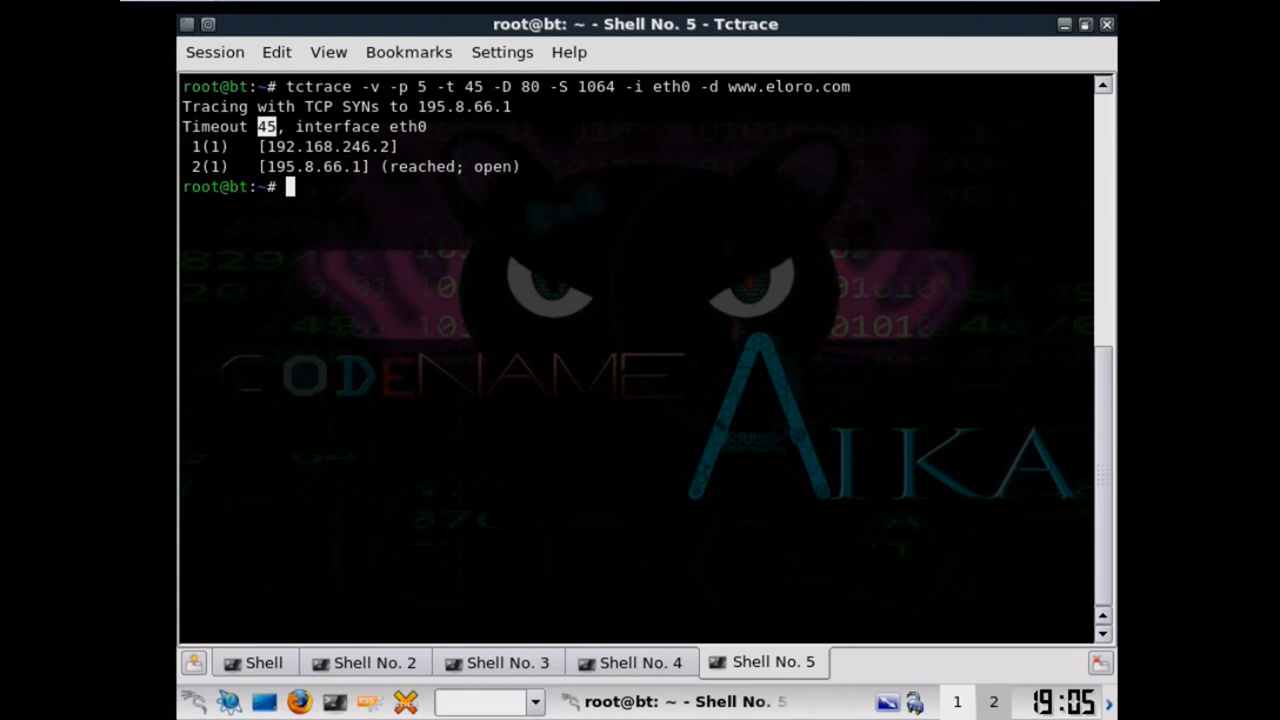 root@bt: ~ - Shell No. 5 - Tctrace
Session Edit View Bookmarks Settings Help
root@bt:~# tctrace -v -p 5 -t 45 -D 80 -S 1064 -i eth0 -d www.eloro.com
Tracing with TCP SYNs to 195.8.66.1
Timeout 45, interface eth0
1(1) [192.168.246.2]
2(1) [195.8.66.1] (reached; open)
root@bt:~#
CODENAME AIKA
Shell Shell No. 2 Shell No. 3 Shell No. 4 Shell No. 5
root@bt: ~ - Shell No. 5 1 2 19:05